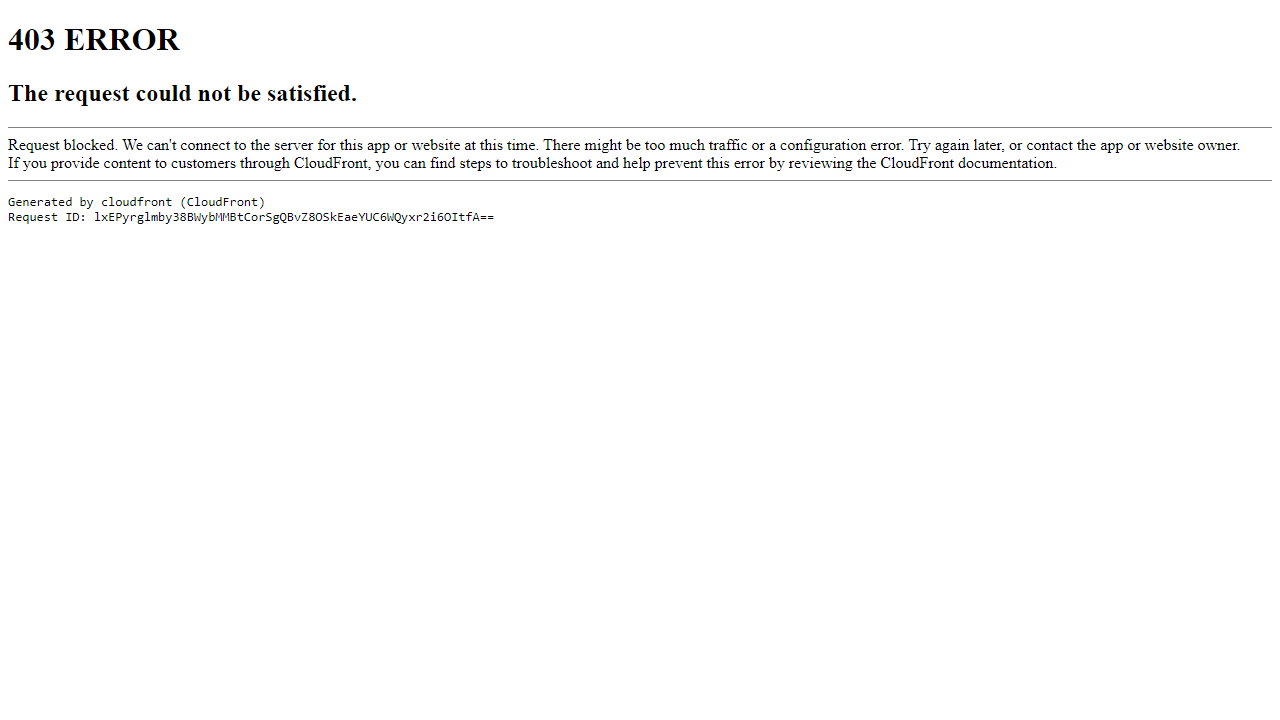 403 ERROR
The request could not be satisfied.
Request blocked. We can't connect to the server for this app or website at this time. There might be too much traffic or a configuration error. Try again later, or contact the app or website owner.
If you provide content to customers through CloudFront, you can find steps to troubleshoot and help prevent this error by reviewing the CloudFront documentation.
Generated by cloudfront (CloudFront)
Request ID: lxEPyrglmby38BWybMMBtCorSgQBvZ8OSkEaeYUC6WQyxr2i6OItfA==